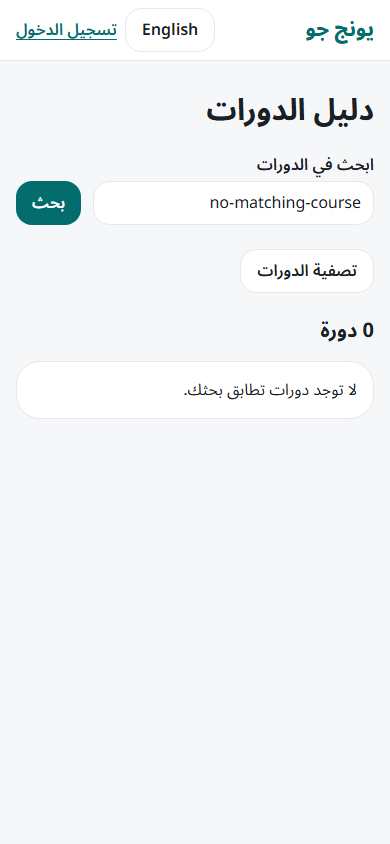 يونج جو
English
تسجيل الدخول
دليل الدورات
ابحث في الدورات
no-matching-course
بحث
تصفية الدورات
0 دورة
لا توجد دورات تطابق بحثك.